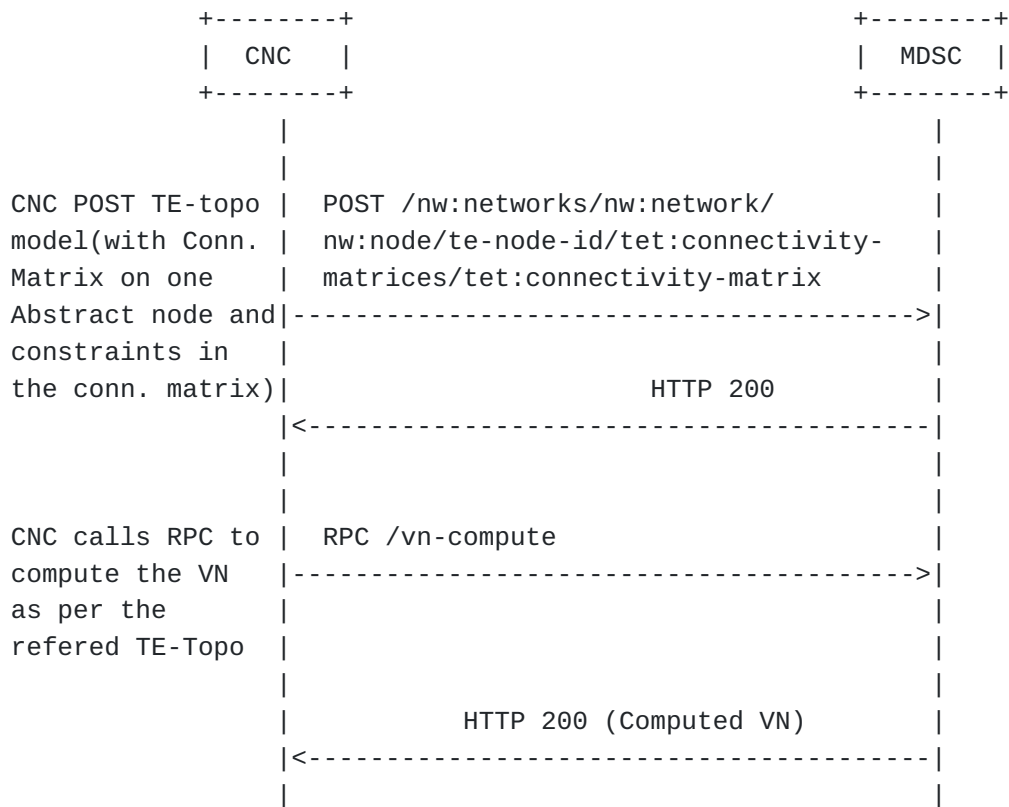 +--------+                                 +--------+
|  CNC   |                                 |  MDSC  |
+--------+                                 +--------+
|                                          |
|                                          |
CNC POST TE-topo |  POST /nw:networks/nw:network/          |
model(with Conn. |  nw:node/te-node-id/tet:connectivity-   |
Matrix on one    |  matrices/tet:connectivity-matrix       |
Abstract node and|---------------------------------------->|
constraints in   |                                         |
the conn. matrix)|                       HTTP 200          |
|<----------------------------------------|
|                                         |
|                                         |
CNC calls RPC to |  RPC /vn-compute                        |
compute the VN   |---------------------------------------->|
as per the       |                                         |
refered TE-Topo  |                                         |
|                                         |
|           HTTP 200 (Computed VN)        |
|<----------------------------------------|
|                                         |